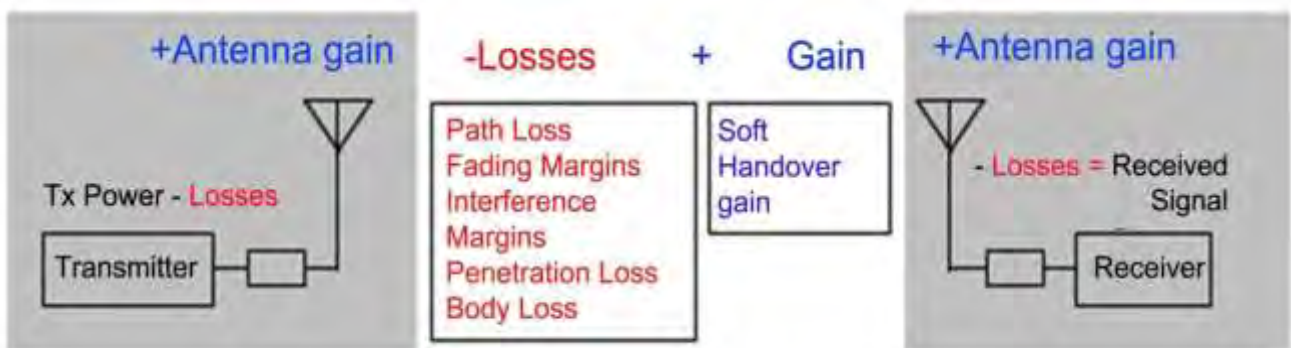 +Antenna gain
Tx Power - Losses
Transmitter
-Losses + Gain
Path Loss
Fading Margins
Interference
Margins
Penetration Loss
Body Loss
Soft
Handover
gain
+Antenna gain
- Losses = Received
Signal
Receiver